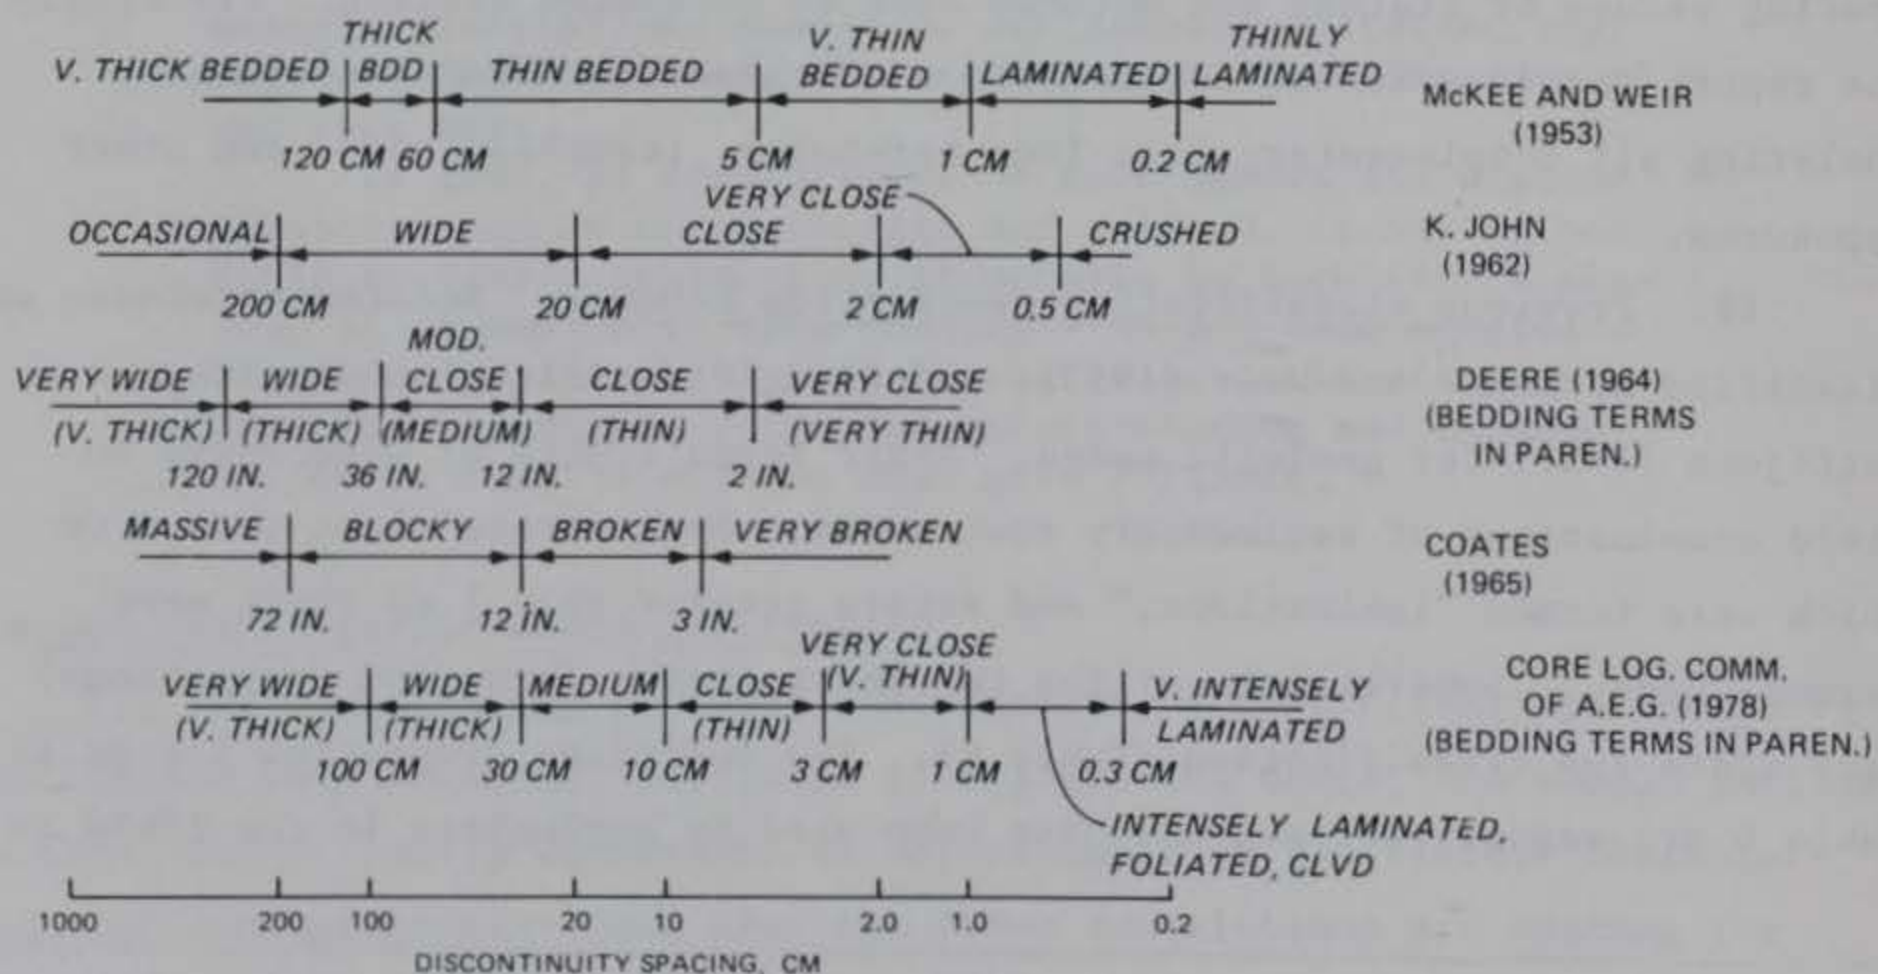 THICK
V. THICK BEDDED BDD THIN BEDDED V. THIN BEDDED LAMINATED THINLY LAMINATED
McKEE AND WEIR
(1953)
120 CM 60 CM 5 CM 1 CM 0.2 CM
VERY CLOSE
OCCASIONAL WIDE CLOSE CRUSHED
K. JOHN
(1962)
200 CM 20 CM 2 CM 0.5 CM
MOD.
VERY WIDE WIDE CLOSE CLOSE VERY CLOSE
(V. THICK) (THICK) (MEDIUM) (THIN) (VERY THIN)
DEERE (1964)
(BEDDING TERMS
IN PAREN.)
120 IN. 36 IN. 12 IN. 2 IN.
MASSIVE BLOCKY BROKEN VERY BROKEN
COATES
(1965)
72 IN. 12 IN. 3 IN.
VERY CLOSE
VERY WIDE WIDE MEDIUM CLOSE (V. THIN) V. INTENSELY
(V. THICK) (THICK) (THIN) LAMINATED
CORE LOG. COMM.
OF A.E.G. (1978)
(BEDDING TERMS IN PAREN.)
100 CM 30 CM 10 CM 3 CM 1 CM 0.3 CM
INTENSELY LAMINATED,
FOLIATED, CLVD
1000 200 100 20 10 2.0 1.0 0.2
DISCONTINUITY SPACING, CM